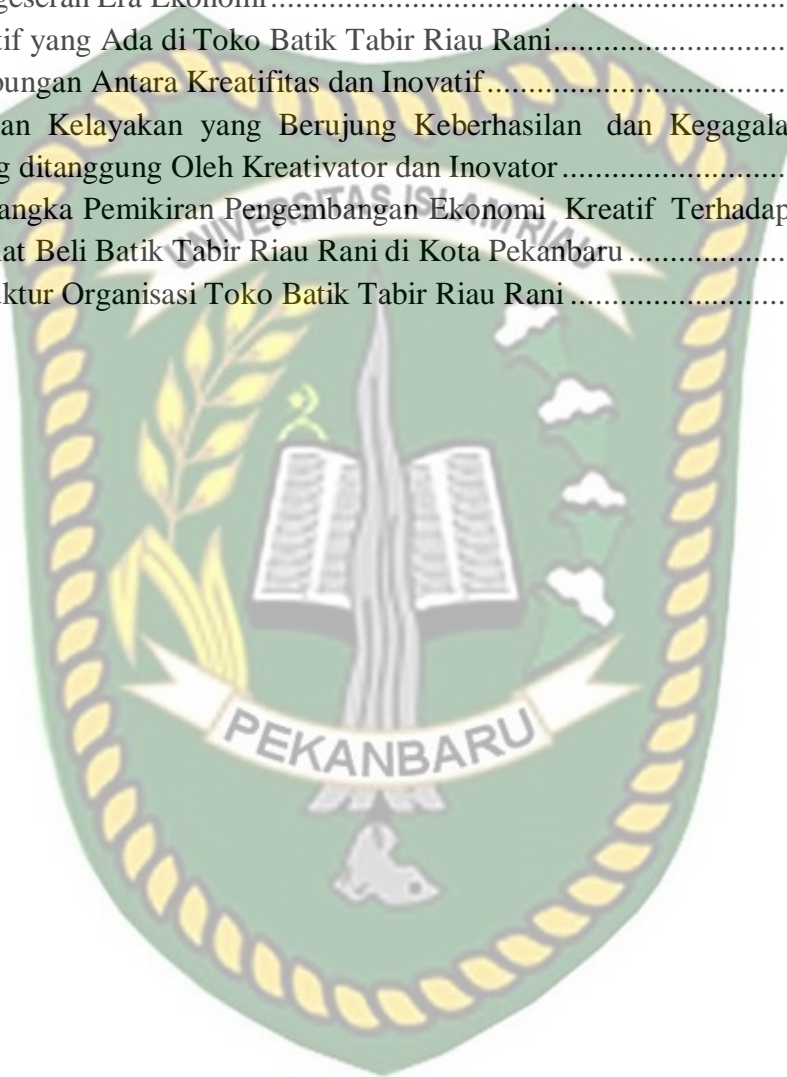 geseran Era Ekonomi......................................................................
tif yang Ada di Toko Batik Tabir Riau Rani..............................
bungan Antara Kreatifitas dan Inovatif......................................
an Kelayakan yang Berujung Keberhasilan dan Kegagala
g ditanggung Oleh Kreativator dan Inovator.............................
angka Pemikiran Pengembangan Ekonomi Kreatif Terhadap
at Beli Batik Tabir Riau Rani di Kota Pekanbaru.....................
uktur Organisasi Toko Batik Tabir Riau Rani............................
UNIVERSITAS ISLAM RIAU
PEKANBARU